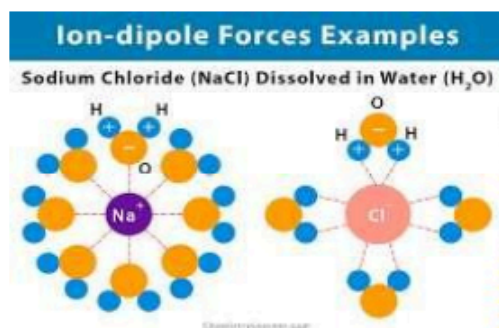 Ion-dipole Forces Examples
Sodium Chloride (NaCl) Dissolved in Water (H₂O)
H H
+ +
−
O
Na⁺
O
−
H H
+ +
Cl